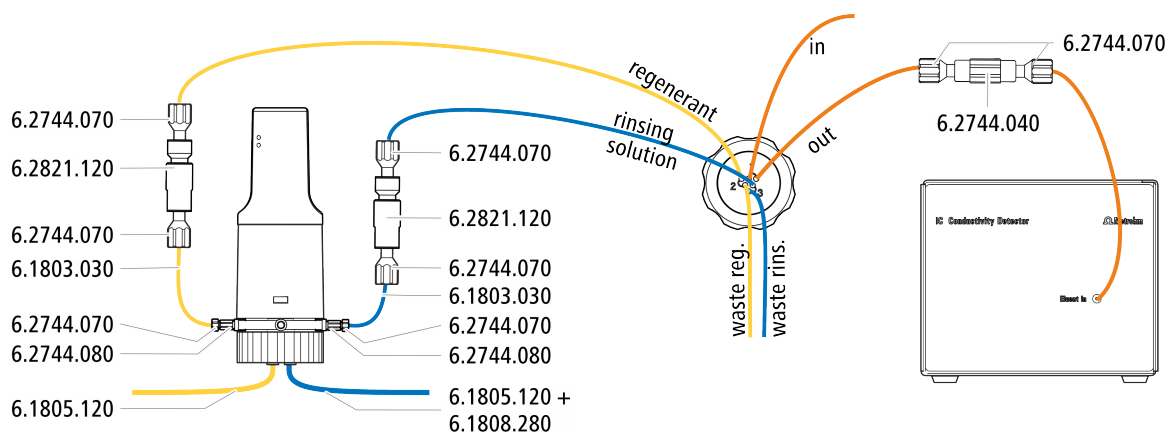 6.2744.070
6.2821.120
6.2744.070
6.1803.030
6.2744.070
6.2744.080
6.1805.120
6.2744.070
6.2821.120
6.2744.070
6.1803.030
6.2744.070
6.2744.080
6.1805.120 +
6.1808.280
regenerant
rinsing
solution
in
out
1
2
3
waste reg.
waste rins.
6.2744.070
6.2744.040
IC Conductivity Detector
Metrohm
Eluent in